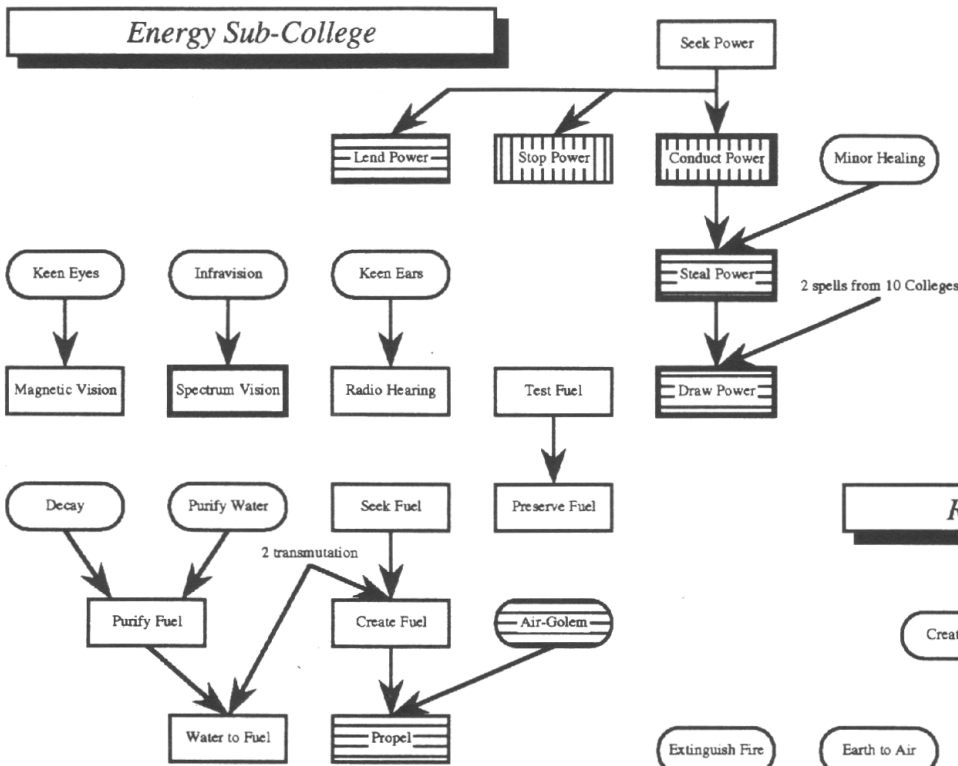 Energy Sub-College
Seek Power
Lend Power
Stop Power
Conduct Power
Minor Healing
Keen Eyes
Infravision
Keen Ears
Steal Power
2 spells from 10 Colleges
Magnetic Vision
Spectrum Vision
Radio Hearing
Test Fuel
Draw Power
Decay
Purify Water
Seek Fuel
Preserve Fuel
2 transmutation
Purify Fuel
Create Fuel
Air-Golem
Creat
Water to Fuel
Propel
Extinguish Fire
Earth to Air